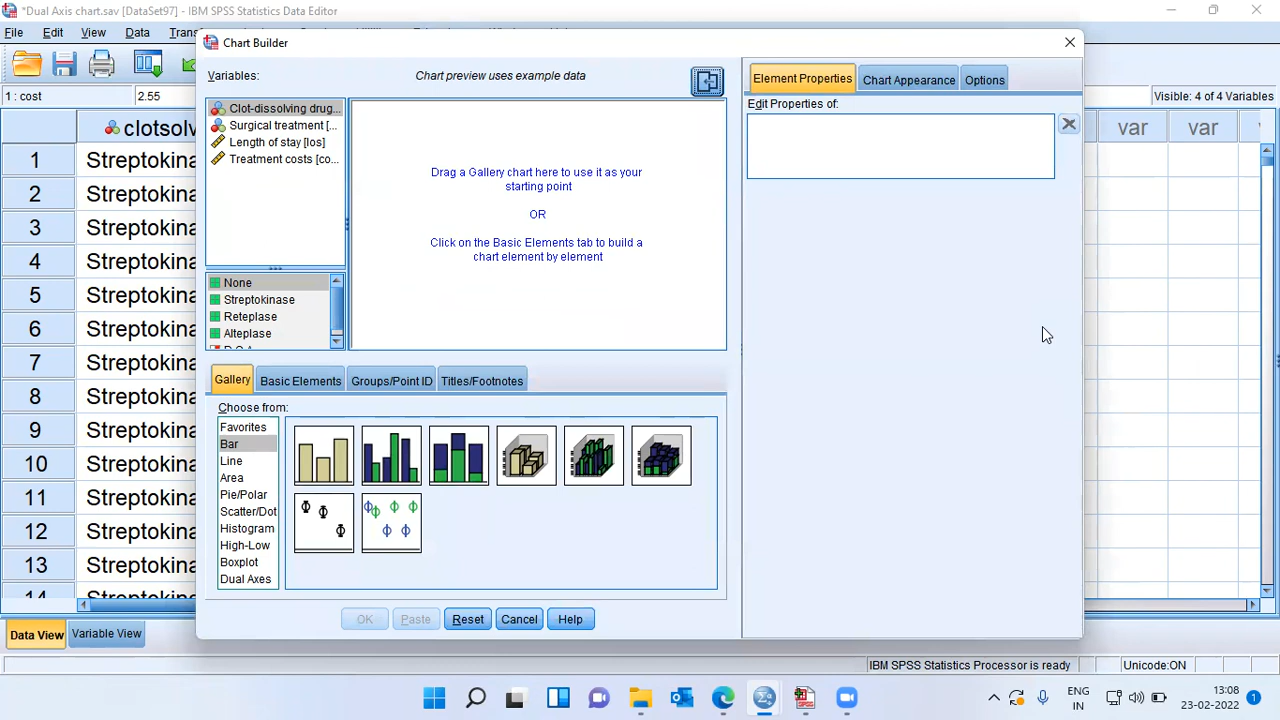 *Dual Axis chart.sav [DataSet97] - IBM SPSS Statistics Data Editor
File Edit View Data
Chart Builder
1 : cost 2.55
Visible: 4 of 4 Variables
Variables:
Chart preview uses example data
Clot-dissolving drug...
Surgical treatment [...
Length of stay [los]
Treatment costs [co...
None
Streptokinase
Reteplase
Alteplase
Drag a Gallery chart here to use it as your
starting point
OR
Click on the Basic Elements tab to build a
chart element by element
Element Properties Chart Appearance Options
Edit Properties of:
Gallery Basic Elements Groups/Point ID Titles/Footnotes
Choose from:
Favorites
Bar
Line
Area
Pie/Polar
Scatter/Dot
Histogram
High-Low
Boxplot
Dual Axes
OK Paste Reset Cancel Help
clotsolv
var var
1 Streptokina
2 Streptokina
3 Streptokina
4 Streptokina
5 Streptokina
6 Streptokina
7 Streptokina
8 Streptokina
9 Streptokina
10 Streptokina
11 Streptokina
12 Streptokina
13 Streptokina
14 Streptokina
Data View Variable View
IBM SPSS Statistics Processor is ready Unicode:ON
ENG
IN
13:08
23-02-2022
1